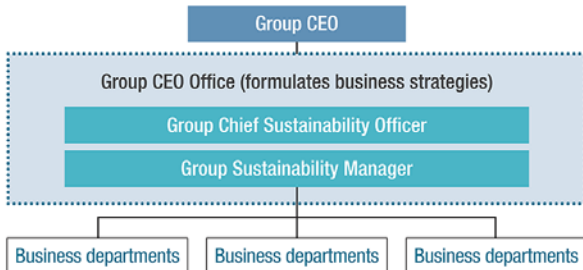 Group CEO
Group CEO Office (formulates business strategies)
Group Chief Sustainability Officer
Group Sustainability Manager
Business departments
Business departments
Business departments